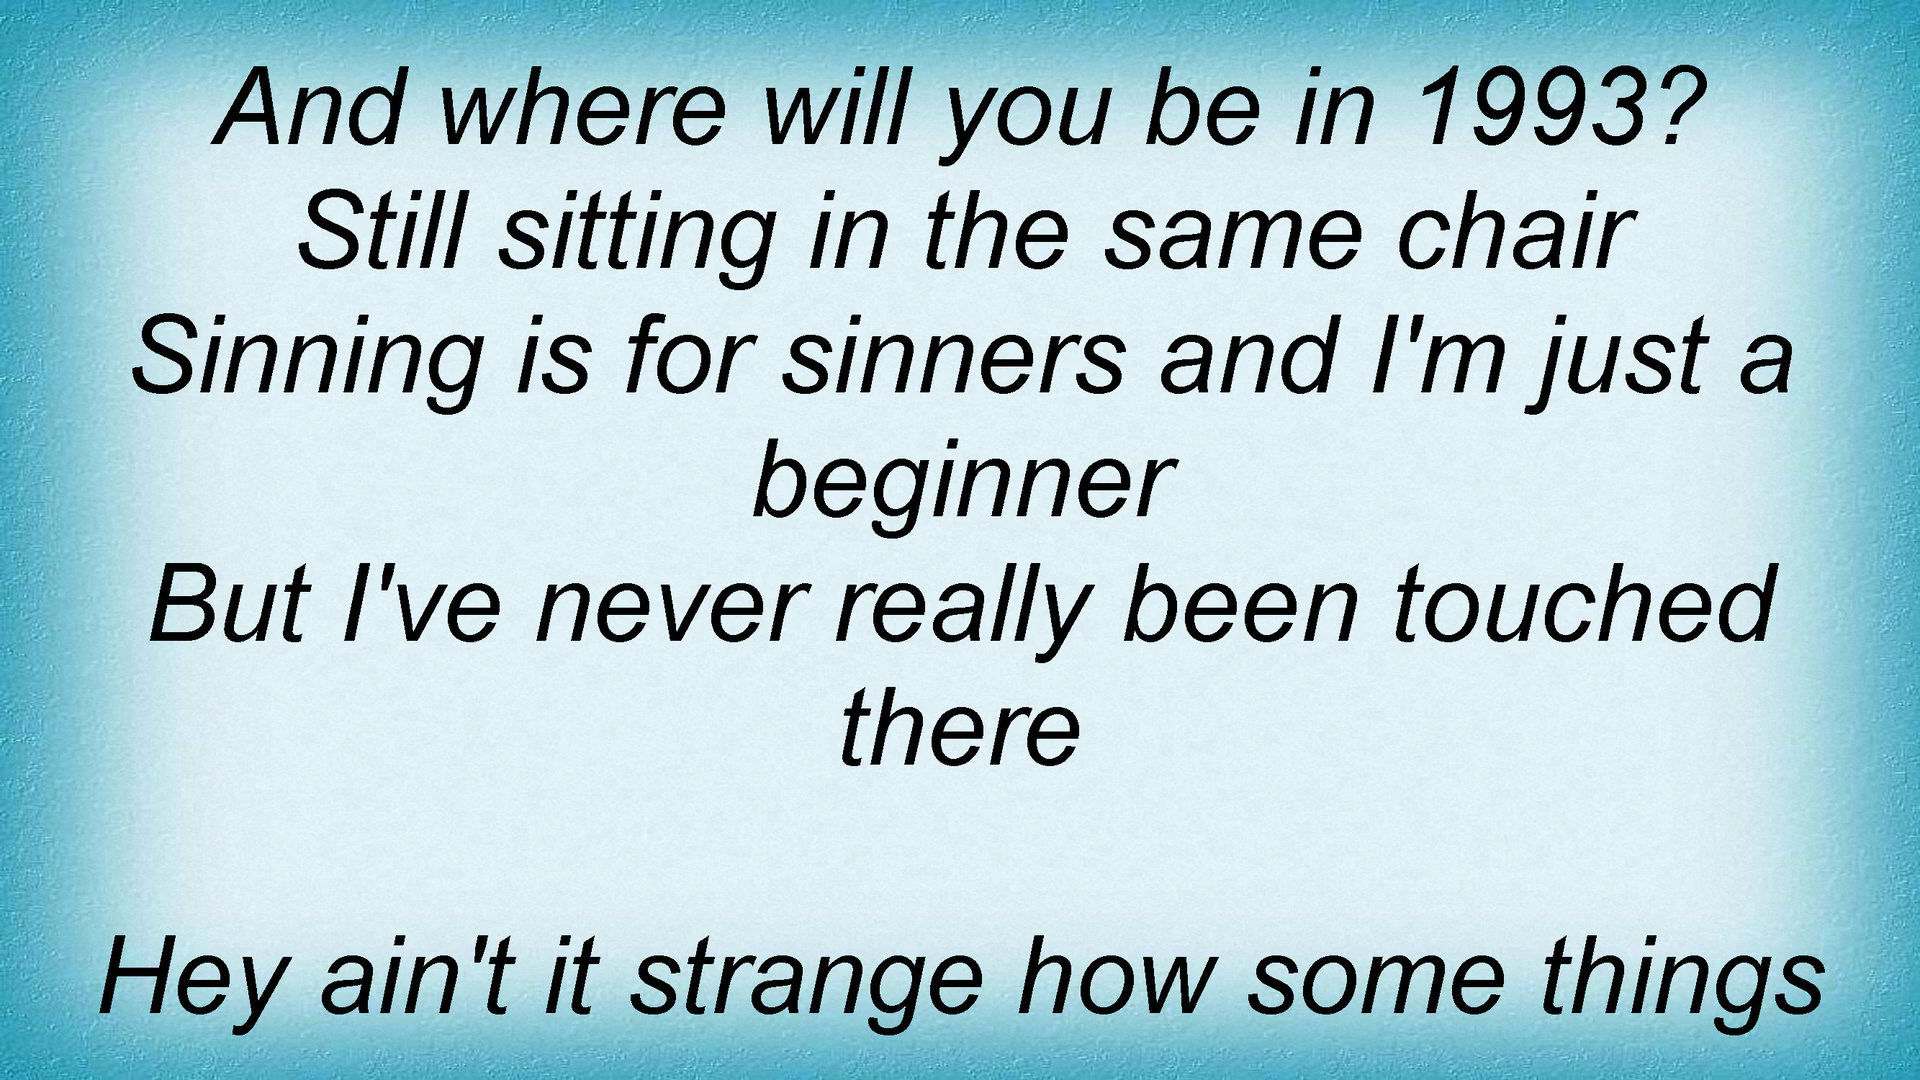 And where will you be in 1993?
Still sitting in the same chair
Sinning is for sinners and I'm just a
beginner
But I've never really been touched
there
Hey ain't it strange how some things